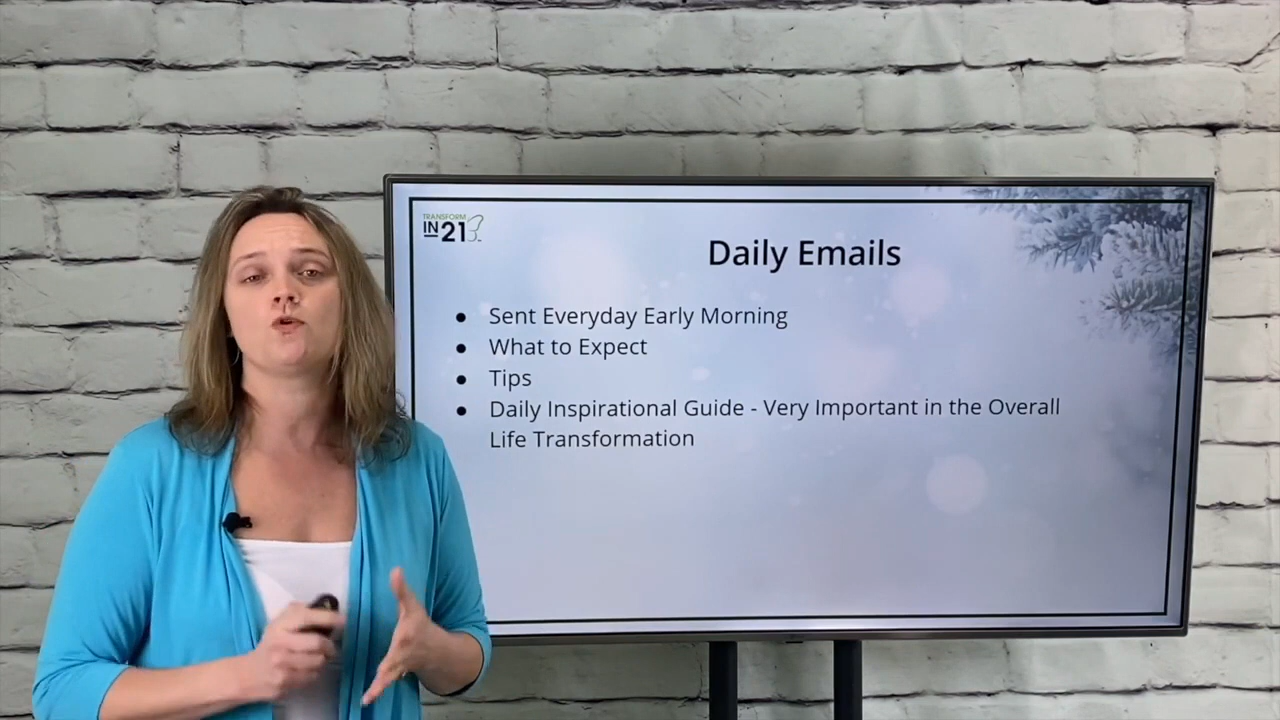 TRANSFORM
IN 21
Daily Emails
● Sent Everyday Early Morning
● What to Expect
● Tips
● Daily Inspirational Guide - Very Important in the Overall
Life Transformation